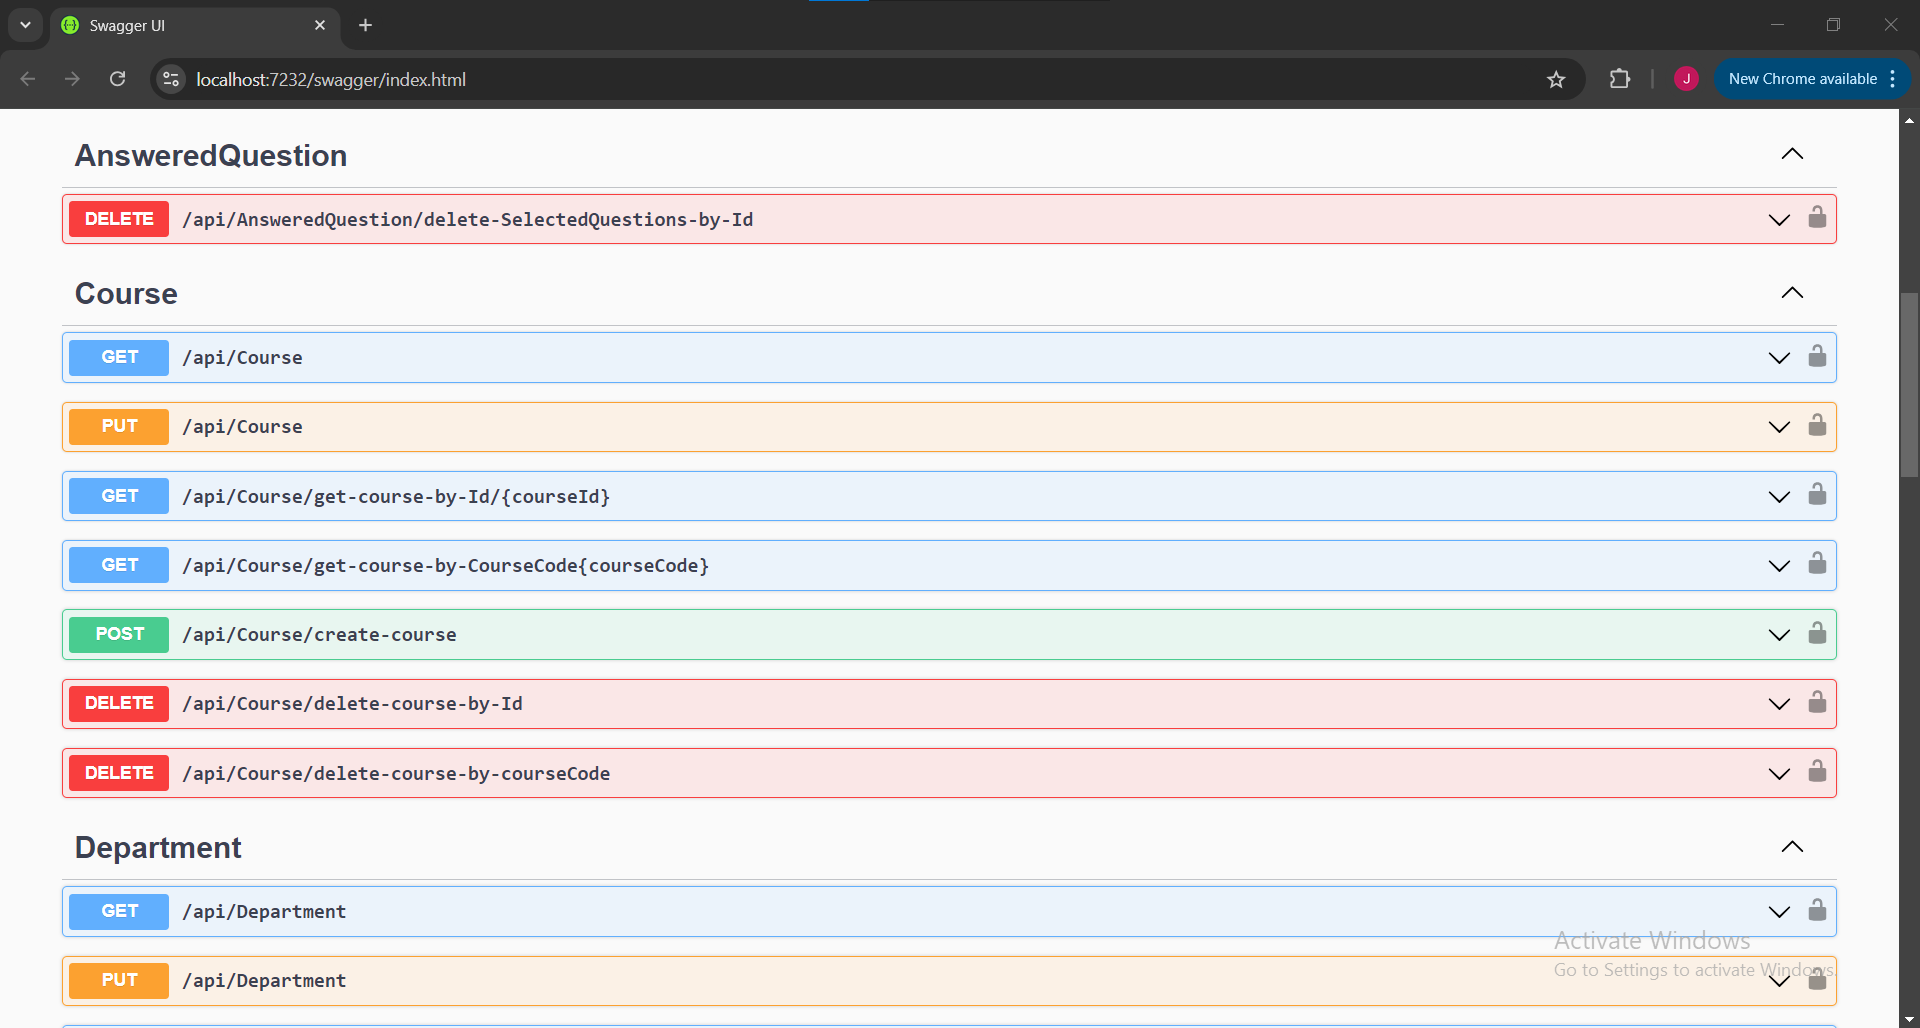 Swagger UI
localhost:7232/swagger/index.html
J
New Chrome available
AnsweredQuestion
DELETE /api/AnsweredQuestion/delete-SelectedQuestions-by-Id
Course
GET /api/Course
PUT /api/Course
GET /api/Course/get-course-by-Id/{courseId}
GET /api/Course/get-course-by-CourseCode{courseCode}
POST /api/Course/create-course
DELETE /api/Course/delete-course-by-Id
DELETE /api/Course/delete-course-by-courseCode
Department
GET /api/Department
Activate Windows
Go to Settings to activate Windows.
PUT /api/Department